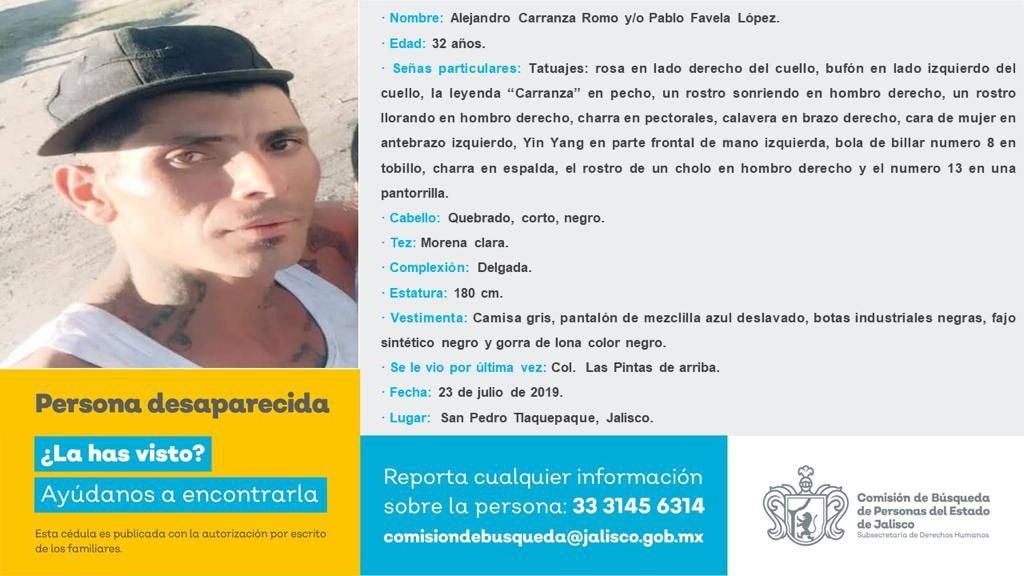 · Nombre: Alejandro Carranza Romo y/o Pablo Favela López.
· Edad: 32 años.
· Señas particulares: Tatuajes: rosa en lado derecho del cuello, bufón en lado izquierdo del
cuello, la leyenda “Carranza” en pecho, un rostro sonriendo en hombro derecho, un rostro
llorando en hombro derecho, charra en pectorales, calavera en brazo derecho, cara de mujer en
antebrazo izquierdo, Yin Yang en parte frontal de mano izquierda, bola de billar numero 8 en
tobillo, charra en espalda, el rostro de un cholo en hombro derecho y el numero 13 en una
pantorrilla.
· Cabello: Quebrado, corto, negro.
· Tez: Morena clara.
· Complexión: Delgada.
· Estatura: 180 cm.
· Vestimenta: Camisa gris, pantalón de mezclilla azul deslavado, botas industriales negras, fajo
sintético negro y gorra de lona color negro.
· Se le vio por última vez: Col. Las Pintas de arriba.
· Fecha: 23 de julio de 2019.
· Lugar: San Pedro Tlaquepaque, Jalisco.
Persona desaparecida
¿La has visto?
Ayúdanos a encontrarla
Esta cédula es publicada con la autorización por escrito
de los familiares.
Reporta cualquier información
sobre la persona: 33 3145 6314
comisiondebusqueda@jalisco.gob.mx
Comisión de Búsqueda
de Personas del Estado
de Jalisco
Subsecretaría de Derechos Humanos